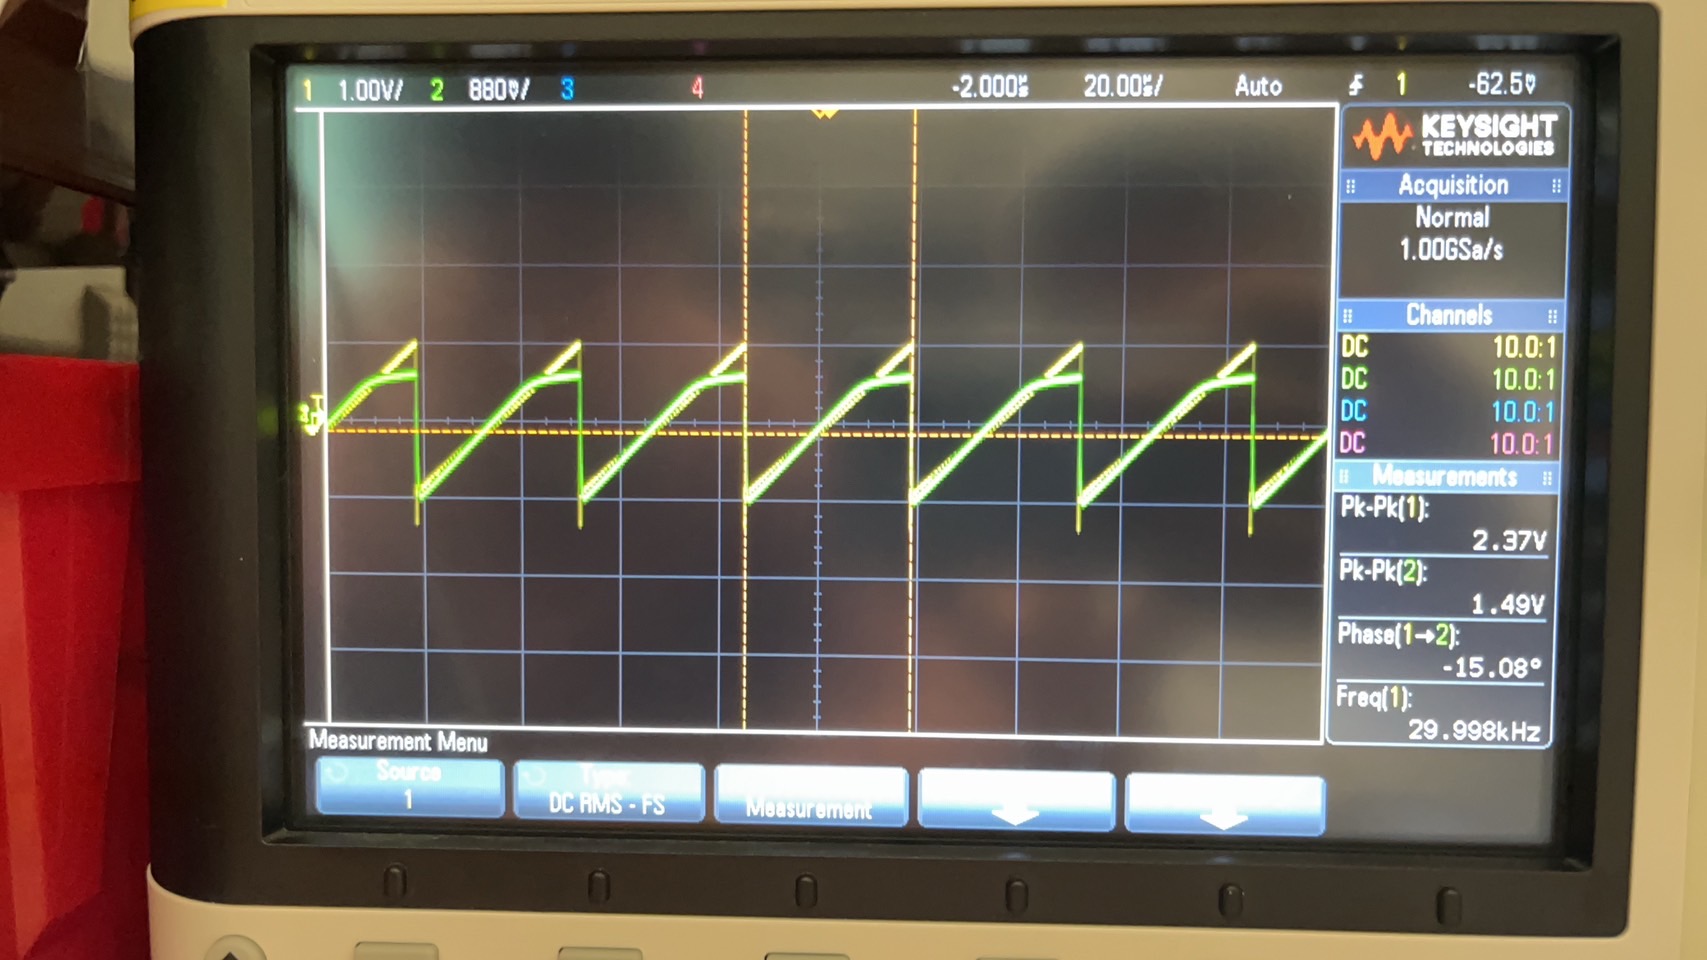 1 1.00V/ 2 880mV/ 3 4 -2.000µs 20.00µs/ Auto 1 -62.5mV
KEYSIGHT
TECHNOLOGIES
Acquisition
Normal
1.00GSa/s
Channels
DC 10.0:1
DC 10.0:1
DC 10.0:1
DC 10.0:1
Measurements
Pk-Pk(1):
2.37V
Pk-Pk(2):
1.49V
Phase(1→2):
-15.08°
Freq(1):
29.998kHz
Measurement Menu
Source
1
Type:
DC RMS - FS
Measurement